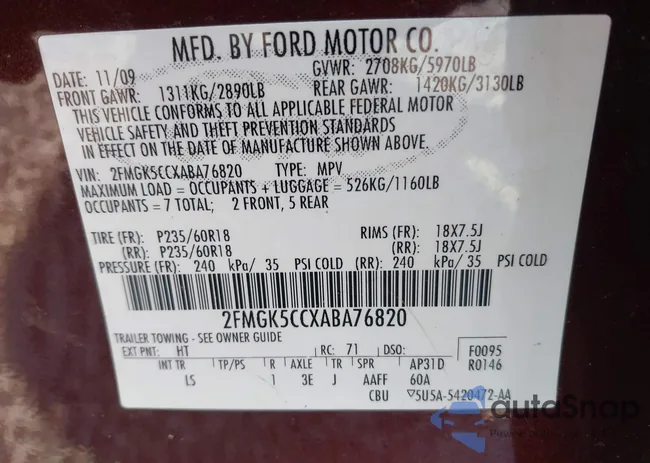 MFD. BY FORD MOTOR CO.
DATE: 11/09 GVWR: 2708KG/5970LB
FRONT GAWR: 1311KG/2890LB REAR GAWR: 1420KG/3130LB
THIS VEHICLE CONFORMS TO ALL APPLICABLE FEDERAL MOTOR
VEHICLE SAFETY AND THEFT PREVENTION STANDARDS
IN EFFECT ON THE DATE OF MANUFACTURE SHOWN ABOVE.
VIN: 2FMGK5CCXABA76820 TYPE: MPV
MAXIMUM LOAD = OCCUPANTS + LUGGAGE = 526KG/1160LB
OCCUPANTS = 7 TOTAL; 2 FRONT, 5 REAR
TIRE (FR): P235/60R18 RIMS (FR): 18X7.5J
(RR): P235/60R18 (RR): 18X7.5J
PRESSURE (FR): 240 kPa/ 35 PSI COLD (RR): 240 kPa/ 35 PSI COLD
2FMGK5CCXABA76820
TRAILER TOWING - SEE OWNER GUIDE
EXT PNT: HT RC: 71 DSO: F0095
INT TR TP/PS R AXLE TR SPR AP31D R0146
LS 1 3E J AAFF 60A
CBU ▽5U5A-5420472-AA
autoSnap
Powered by Auto Auctions